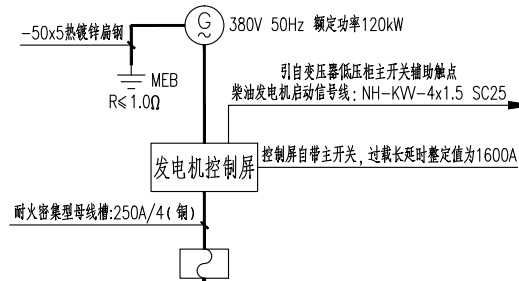 G
~
380V 50Hz 额定功率120kW
-50x5热镀锌扁钢
MEB
R≤1.0Ω
引自变压器低压柜主开关辅助触点
柴油发电机启动信号线: NH-KVV-4x1.5 SC25
发电机控制屏
控制屏自带主开关, 过载长延时整定值为1600A
耐火密集型母线槽:250A/4(铜)